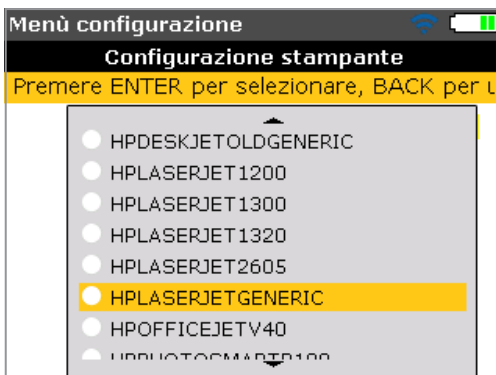 Menù configurazione
Configurazione stampante
Premere ENTER per selezionare, BACK per
HPDESKJETOLDGENERIC
HPLASERJET1200
HPLASERJET1300
HPLASERJET1320
HPLASERJET2605
HPLASERJETGENERIC
HPOFFICEJETV40